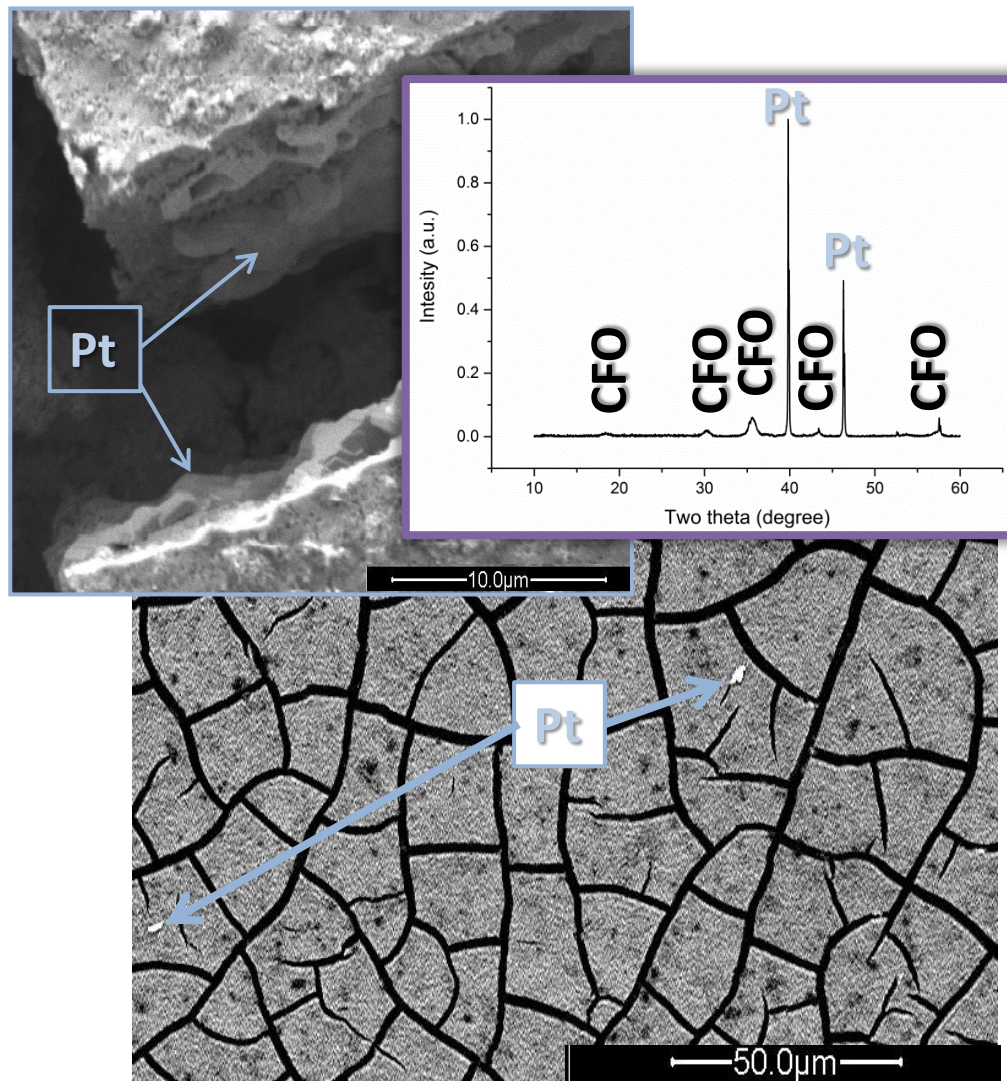 Pt
10.0µm
Pt
Pt
CFO
CFO
CFO
CFO
CFO
Intesity (a.u.)
1.0
0.8
0.6
0.4
0.2
0.0
10 20 30 40 50 60
Two theta (degree)
Pt
50.0µm